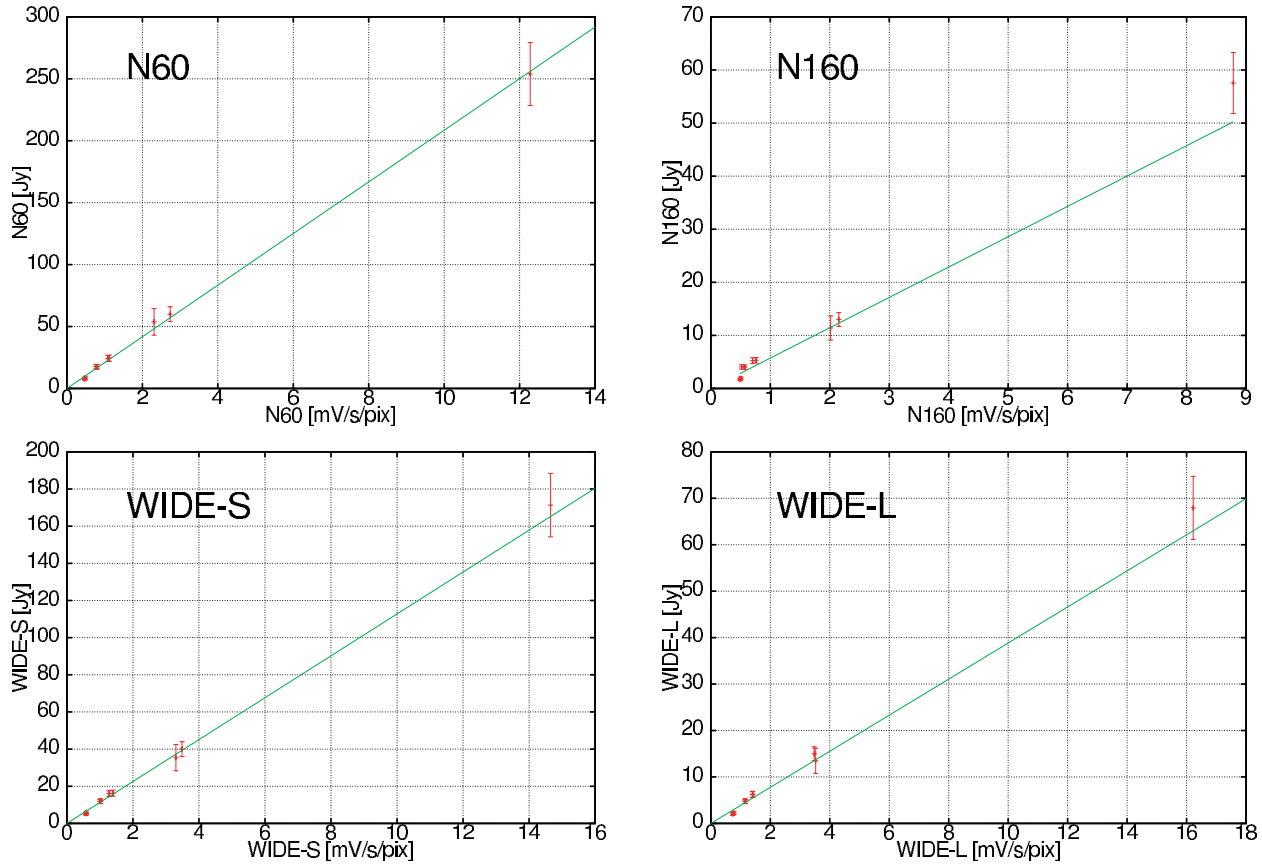 N60
N60 [Jy]
300
250
200
150
100
50
0
0 2 4 6 8 10 12 14
N60 [mV/s/pix]
N160
N160 [Jy]
70
60
50
40
30
20
10
0
0 1 2 3 4 5 6 7 8 9
N160 [mV/s/pix]
WIDE-S
WIDE-S [Jy]
200
180
160
140
120
100
80
60
40
20
0
0 2 4 6 8 10 12 14 16
WIDE-S [mV/s/pix]
WIDE-L
WIDE-L [Jy]
80
70
60
50
40
30
20
10
0
0 2 4 6 8 10 12 14 16 18
WIDE-L [mV/s/pix]